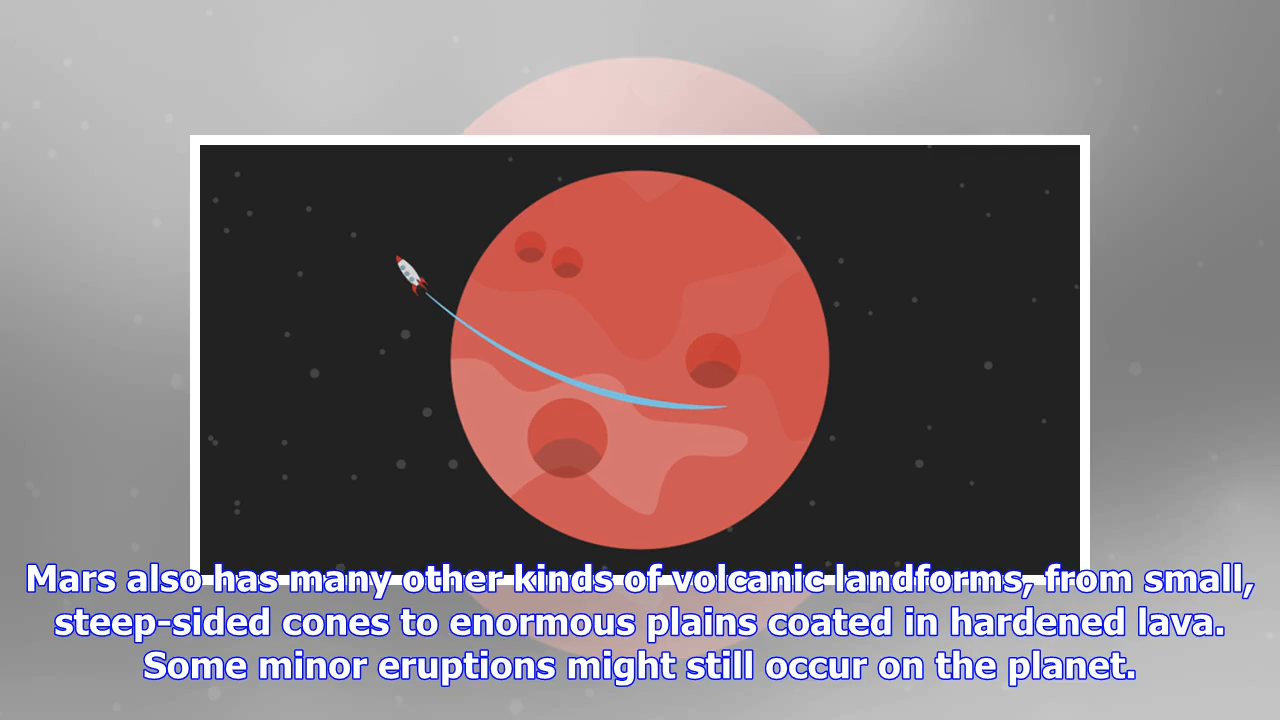 Mars also has many other kinds of volcanic landforms, from small,
steep-sided cones to enormous plains coated in hardened lava.
Some minor eruptions might still occur on the planet.